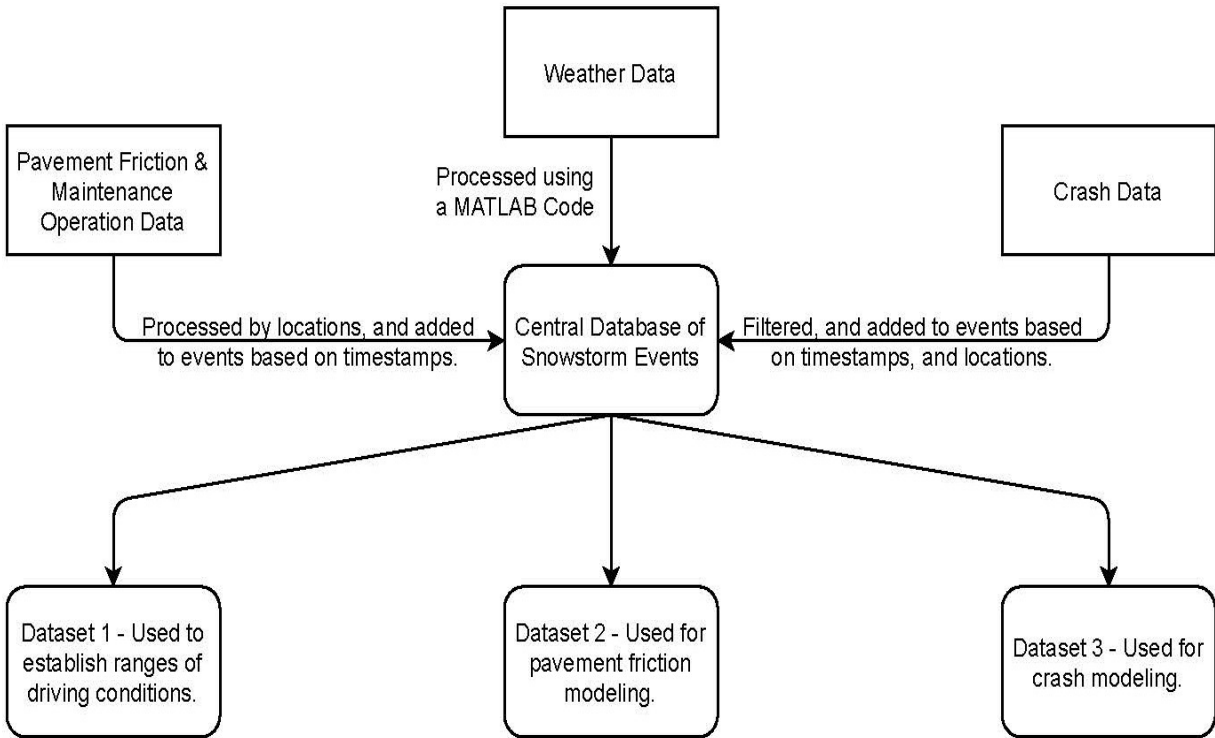 Weather Data
Pavement Friction &
Maintenance
Operation Data
Processed using
a MATLAB Code
Crash Data
Processed by locations, and added
to events based on timestamps.
Central Database of
Snowstorm Events
Filtered, and added to events based
on timestamps, and locations.
Dataset 1 - Used to
establish ranges of
driving conditions.
Dataset 2 - Used for
pavement friction
modeling.
Dataset 3 - Used for
crash modeling.